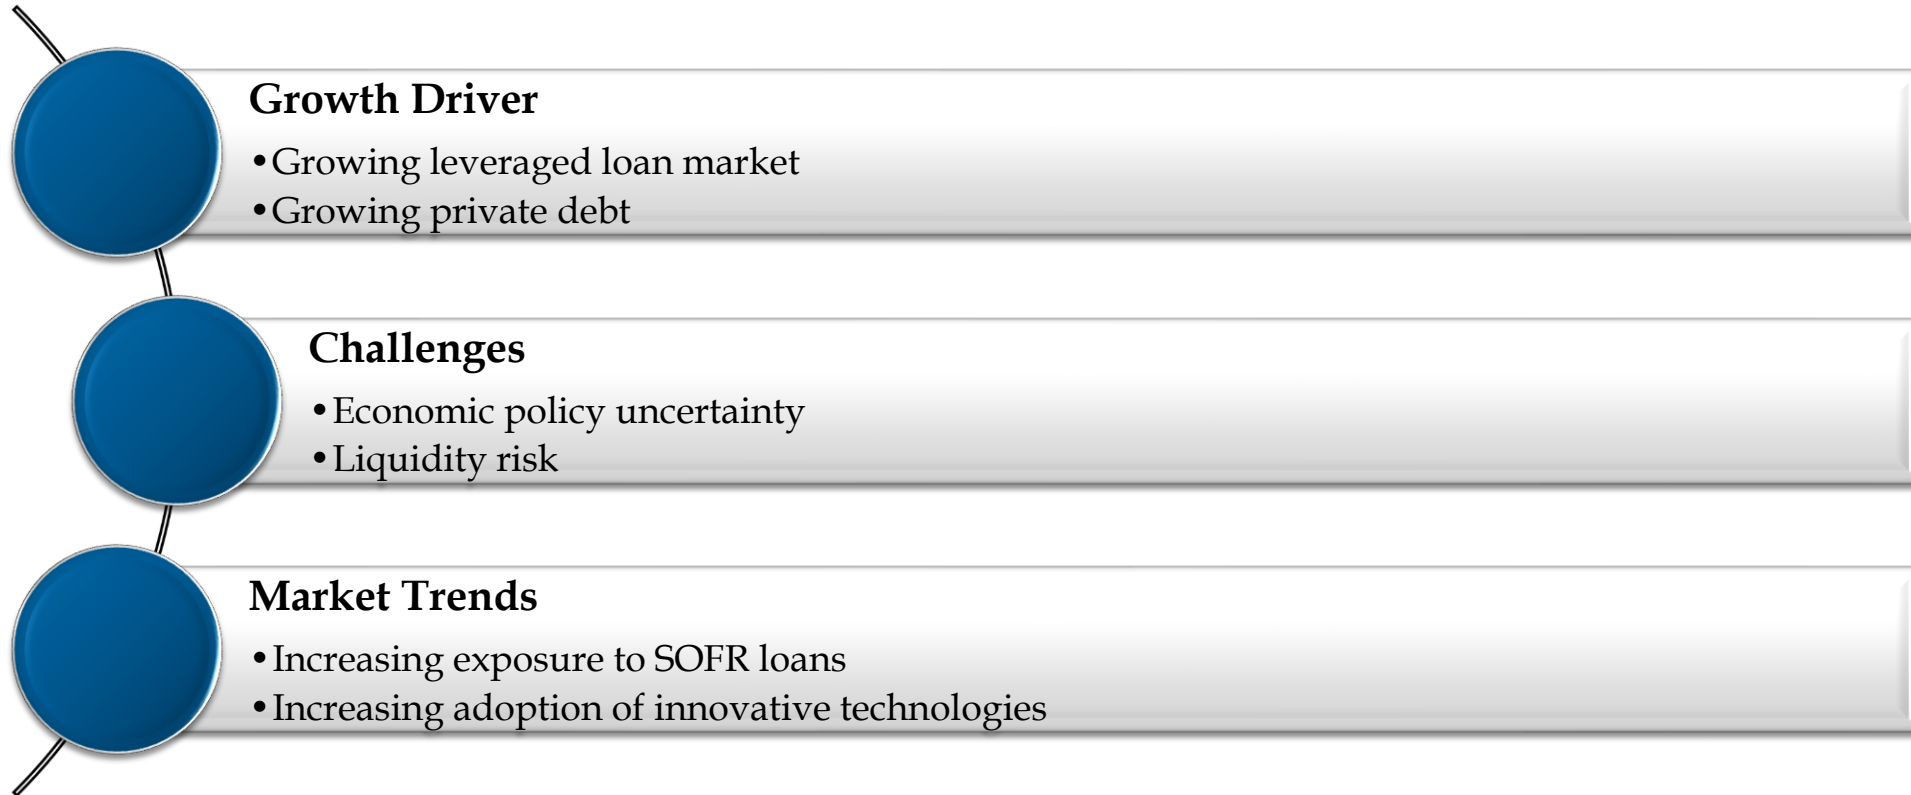 Growth Driver
•Growing leveraged loan market
•Growing private debt
Challenges
•Economic policy uncertainty
•Liquidity risk
Market Trends
•Increasing exposure to SOFR loans
•Increasing adoption of innovative technologies